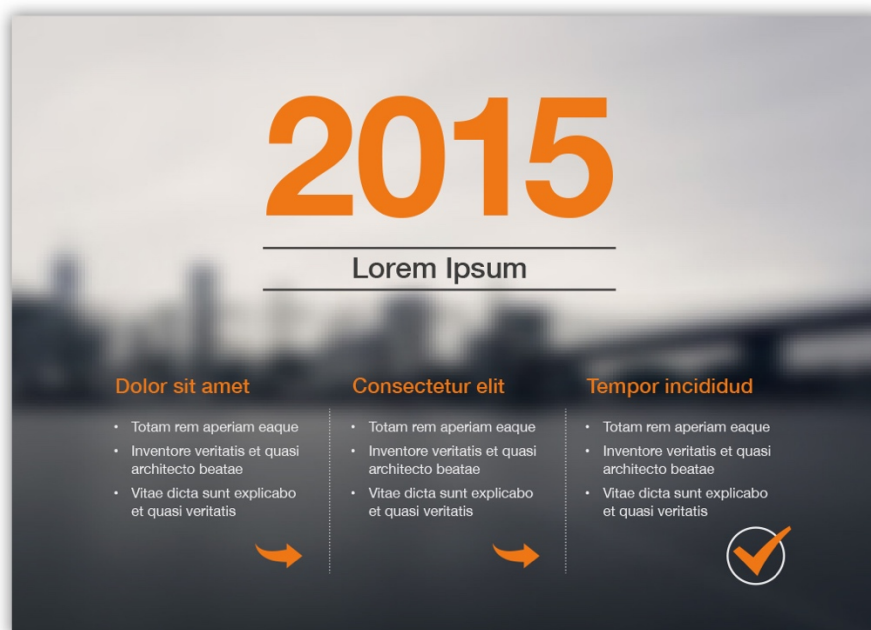 2015
Lorem Ipsum
Dolor sit amet
• Totam rem aperiam eaque
• Inventore veritatis et quasi
architecto beatae
• Vitae dicta sunt explicabo
et quasi veritatis
Consectetur elit
• Totam rem aperiam eaque
• Inventore veritatis et quasi
architecto beatae
• Vitae dicta sunt explicabo
et quasi veritatis
Tempor incididud
• Totam rem aperiam eaque
• Inventore veritatis et quasi
architecto beatae
• Vitae dicta sunt explicabo
et quasi veritatis